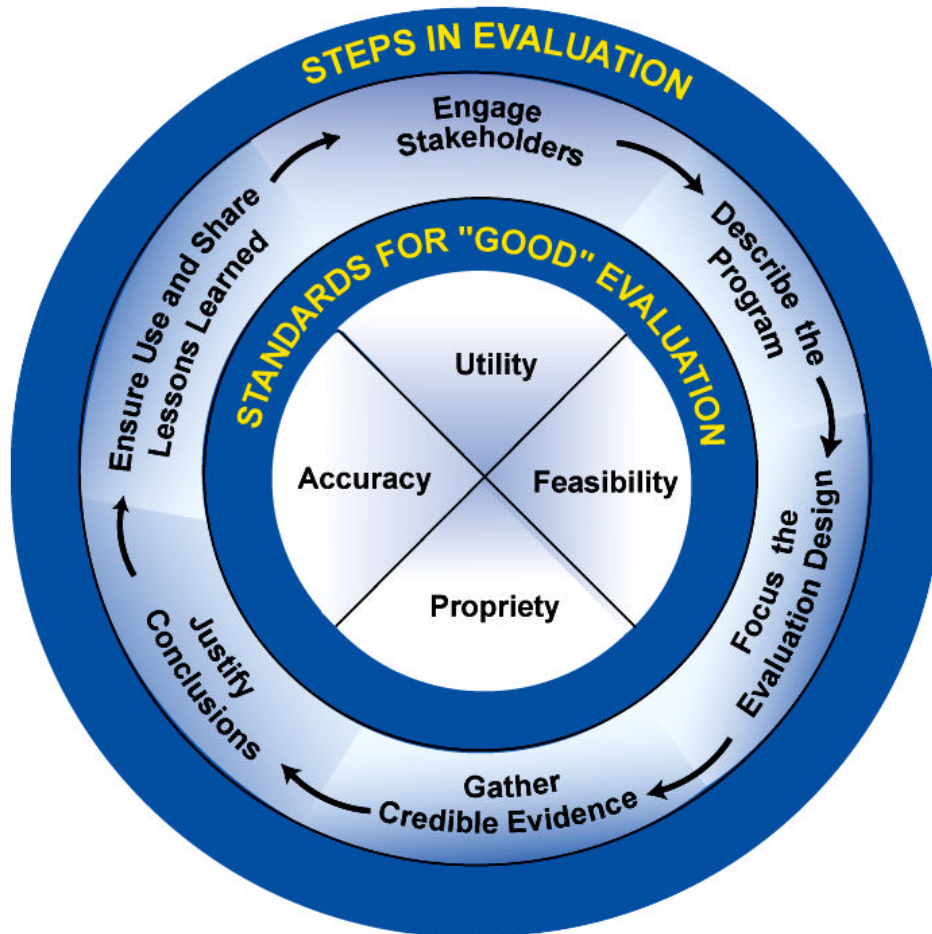 STEPS IN EVALUATION
Engage
Stakeholders
Describe the
Program
Focus the
Evaluation Design
Gather
Credible Evidence
Justify
Conclusions
Ensure Use and Share
Lessons Learned
STANDARDS FOR "GOOD" EVALUATION
Utility
Feasibility
Propriety
Accuracy